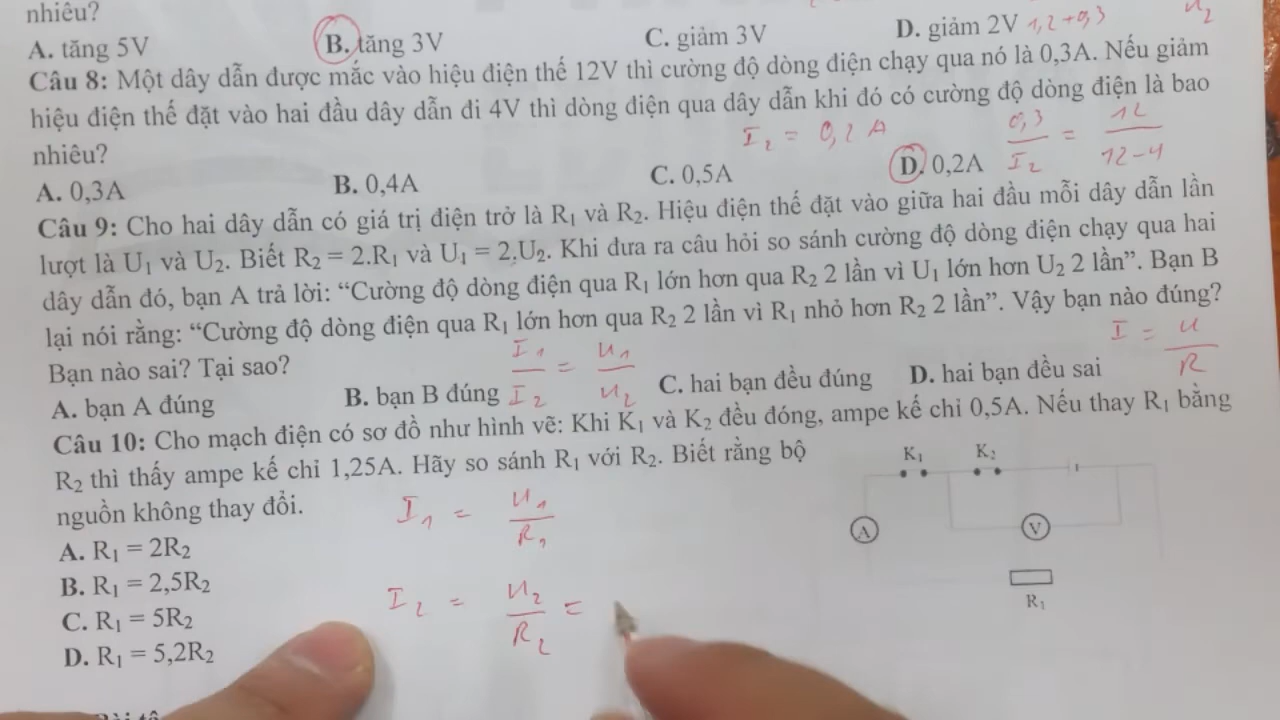 nhiêu?
A. tăng 5V B. tăng 3V C. giảm 3V D. giảm 2V 1,2+0,3 U₂
Câu 8: Một dây dẫn được mắc vào hiệu điện thế 12V thì cường độ dòng điện chạy qua nó là 0,3A. Nếu giảm
hiệu điện thế đặt vào hai đầu dây dẫn đi 4V thì dòng điện qua dây dẫn khi đó có cường độ dòng điện là bao
nhiêu? I₂ = 0,2 A 0,3/I₂ = 12/12-4
A. 0,3A B. 0,4A C. 0,5A D. 0,2A
Câu 9: Cho hai dây dẫn có giá trị điện trở là R₁ và R₂. Hiệu điện thế đặt vào giữa hai đầu mỗi dây dẫn lần
lượt là U₁ và U₂. Biết R₂ = 2.R₁ và U₁ = 2.U₂. Khi đưa ra câu hỏi so sánh cường độ dòng điện chạy qua hai
dây dẫn đó, bạn A trả lời: “Cường độ dòng điện qua R₁ lớn hơn qua R₂ 2 lần vì U₁ lớn hơn U₂ 2 lần”. Bạn B
lại nói rằng: “Cường độ dòng điện qua R₁ lớn hơn qua R₂ 2 lần vì R₁ nhỏ hơn R₂ 2 lần”. Vậy bạn nào đúng?
Bạn nào sai? Tại sao? I₁/I₂ = U₁/U₂ I = U/R
A. bạn A đúng B. bạn B đúng C. hai bạn đều đúng D. hai bạn đều sai
Câu 10: Cho mạch điện có sơ đồ như hình vẽ: Khi K₁ và K₂ đều đóng, ampe kế chỉ 0,5A. Nếu thay R₁ bằng
R₂ thì thấy ampe kế chỉ 1,25A. Hãy so sánh R₁ với R₂. Biết rằng bộ
nguồn không thay đổi.
K₁ K₂
A V
R₁
I₁ = U₁/R₁
A. R₁ = 2R₂
B. R₁ = 2,5R₂
I₂ = U₂/R₂ =
C. R₁ = 5R₂
D. R₁ = 5,2R₂